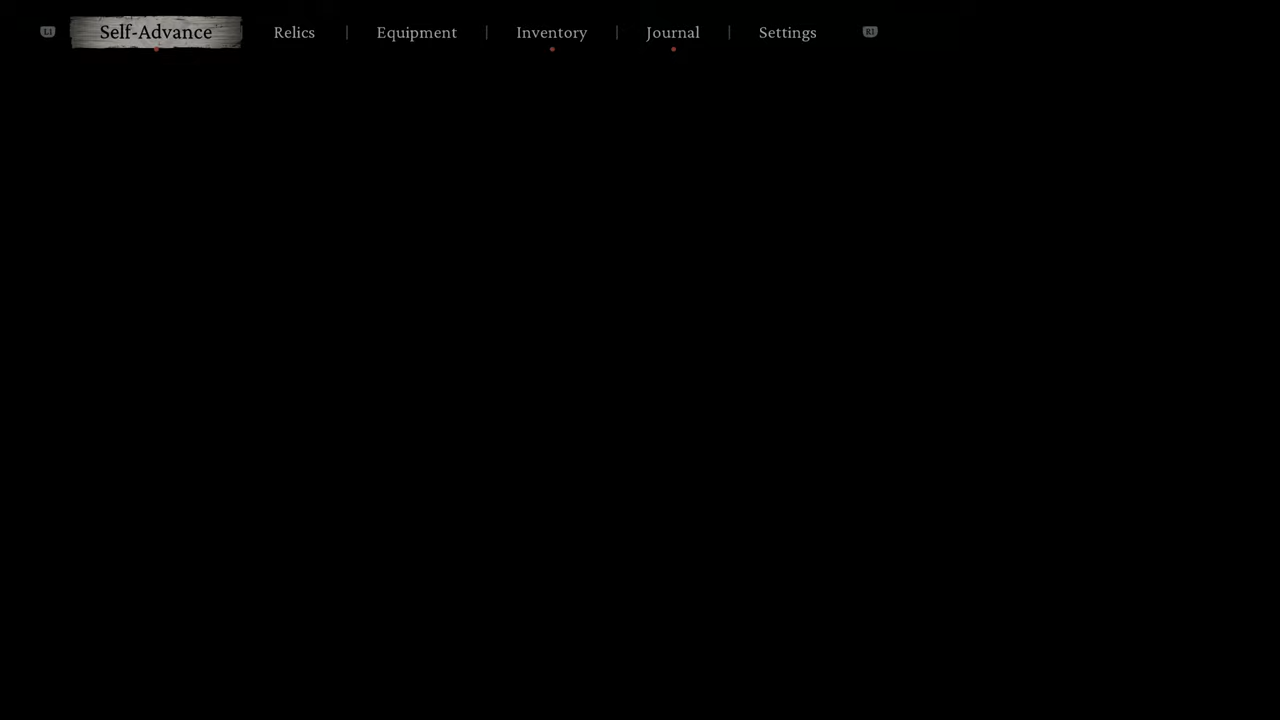 L1 Self-Advance Relics | Equipment | Inventory | Journal | Settings R1